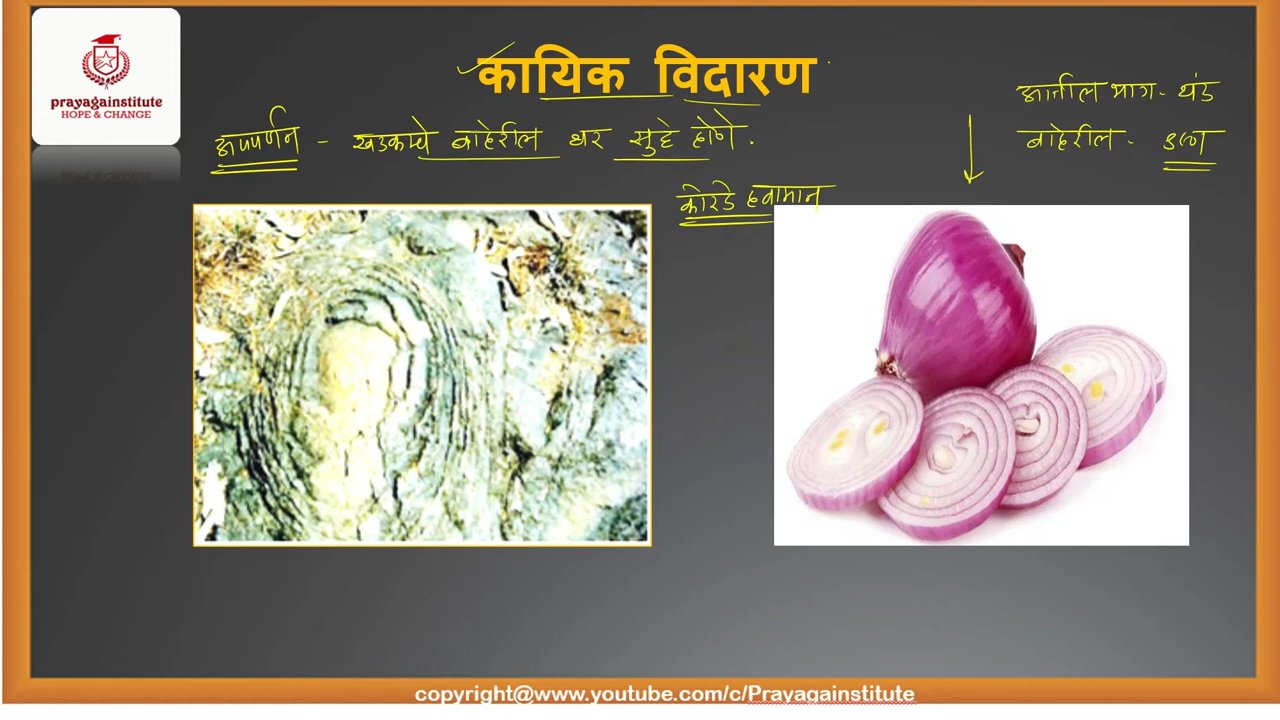 prayagainstitute
HOPE & CHANGE
कायिक विदारण
अपपर्णन - खडकाचे बाहेरील थर सुट्टे होणे.
आतील भाग - थंड
बाहेरील - उष्ण
कोरडे हवामान
copyright@www.youtube.com/c/Prayagainstitute